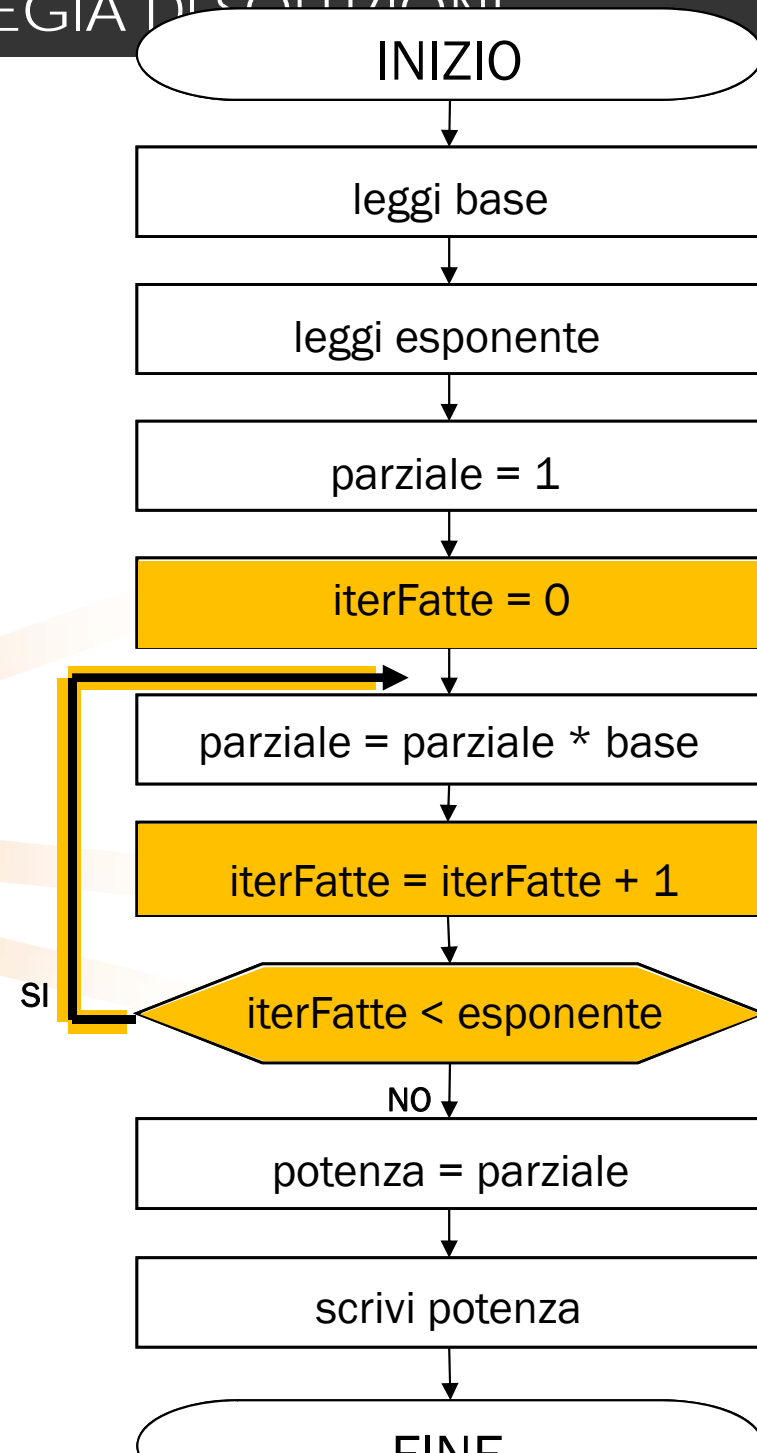 INIZIO
leggi base
leggi esponente
parziale = 1
iterFatte = 0
parziale = parziale * base
iterFatte = iterFatte + 1
SI
iterFatte < esponente
NO
potenza = parziale
scrivi potenza
FINE